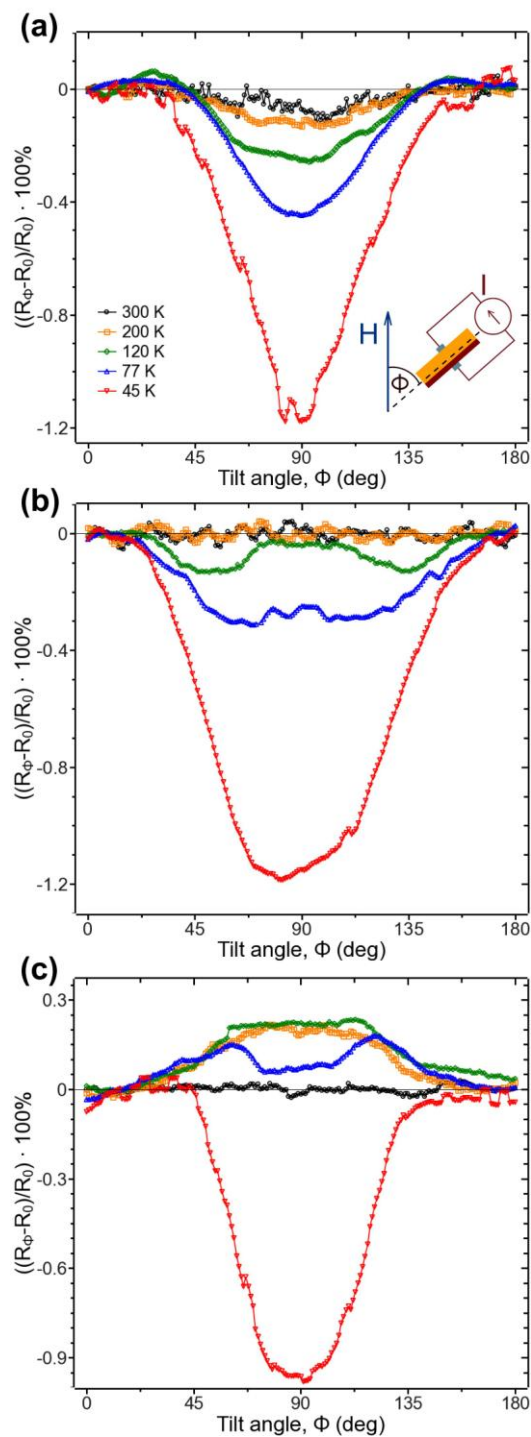 (a)
((RΦ-R0)/R0) · 100%
0
-0.4
-0.8
-1.2
300 K
200 K
120 K
77 K
45 K
H
Φ
I
0 45 90 135 180
Tilt angle, Φ (deg)
(b)
((RΦ-R0)/R0) · 100%
0
-0.4
-0.8
-1.2
0 45 90 135 180
Tilt angle, Φ (deg)
(c)
((RΦ-R0)/R0) · 100%
0.3
0
-0.3
-0.6
-0.9
0 45 90 135 180
Tilt angle, Φ (deg)